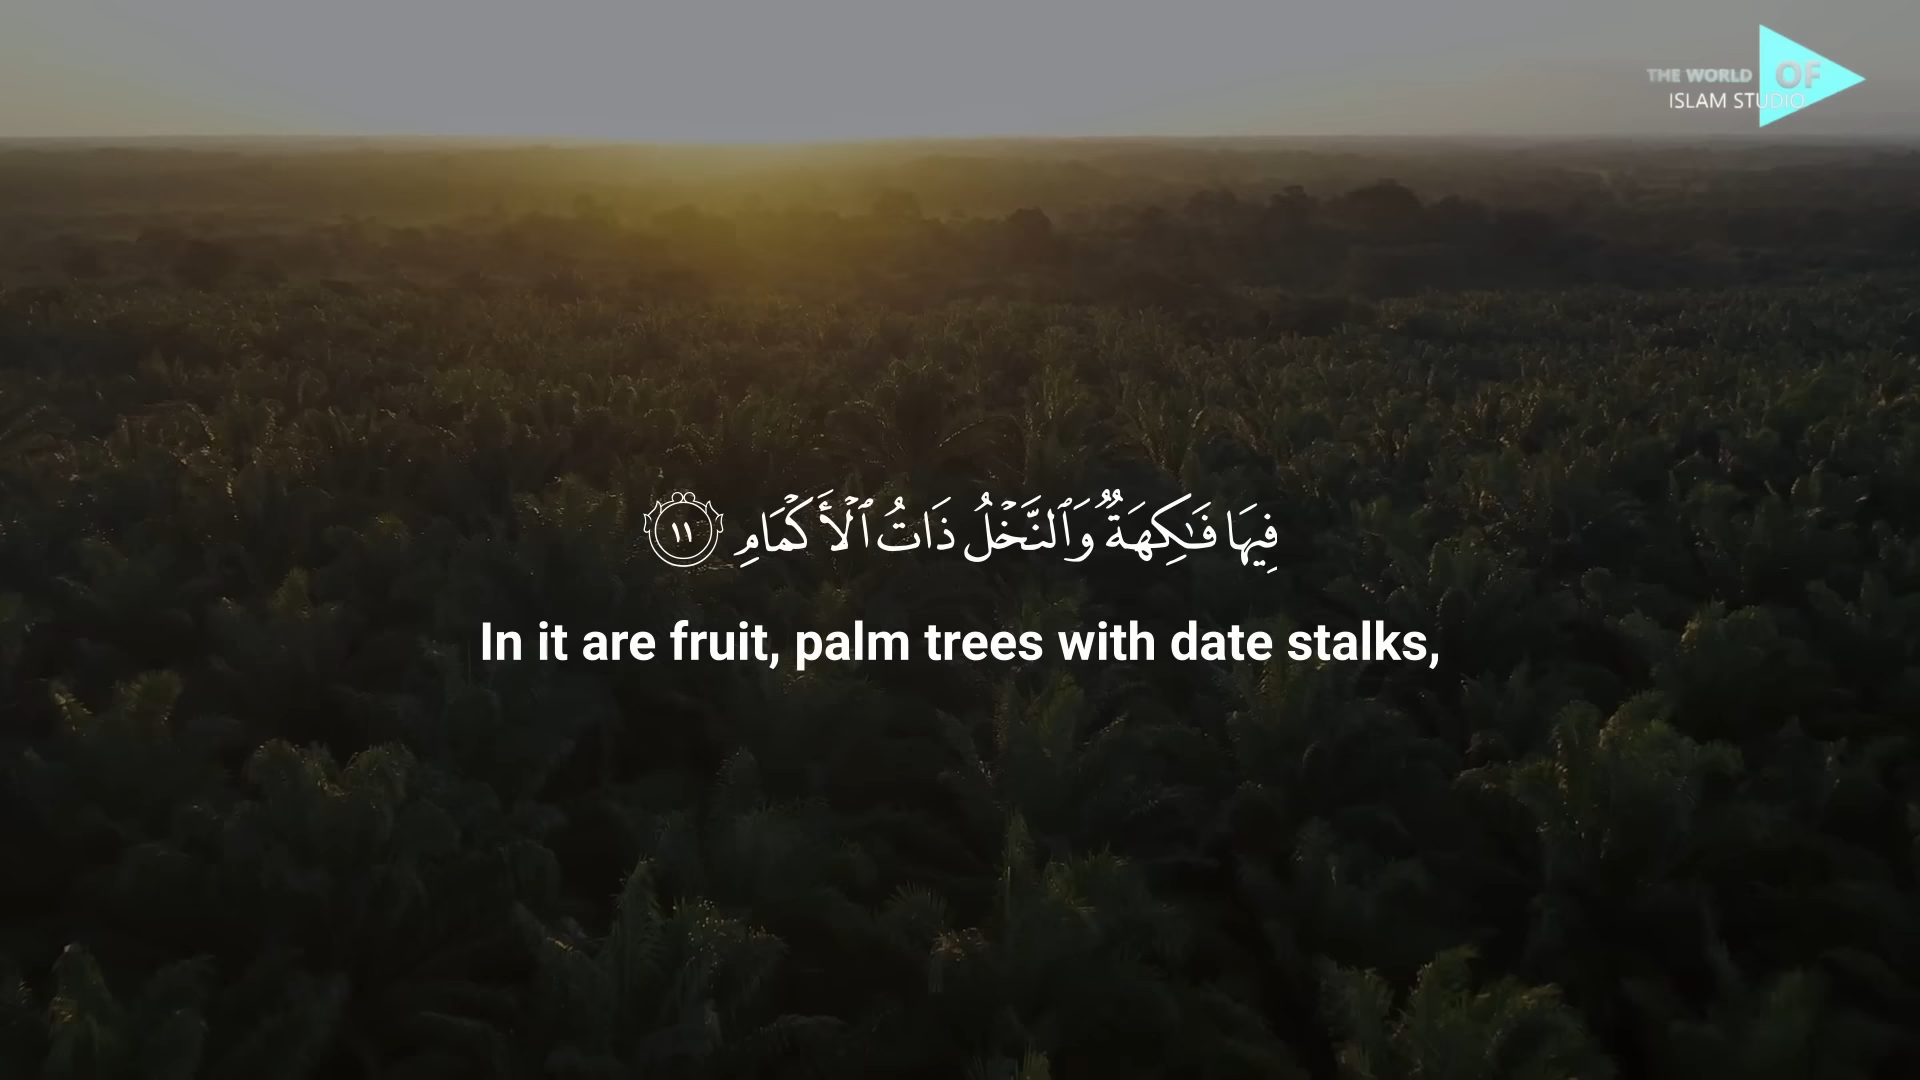 THE WORLD OF
ISLAM STUDIO
فِيهَا فَٰكِهَةٌ وَٱلنَّخْلُ ذَاتُ ٱلْأَكْمَامِ ١١
In it are fruit, palm trees with date stalks,